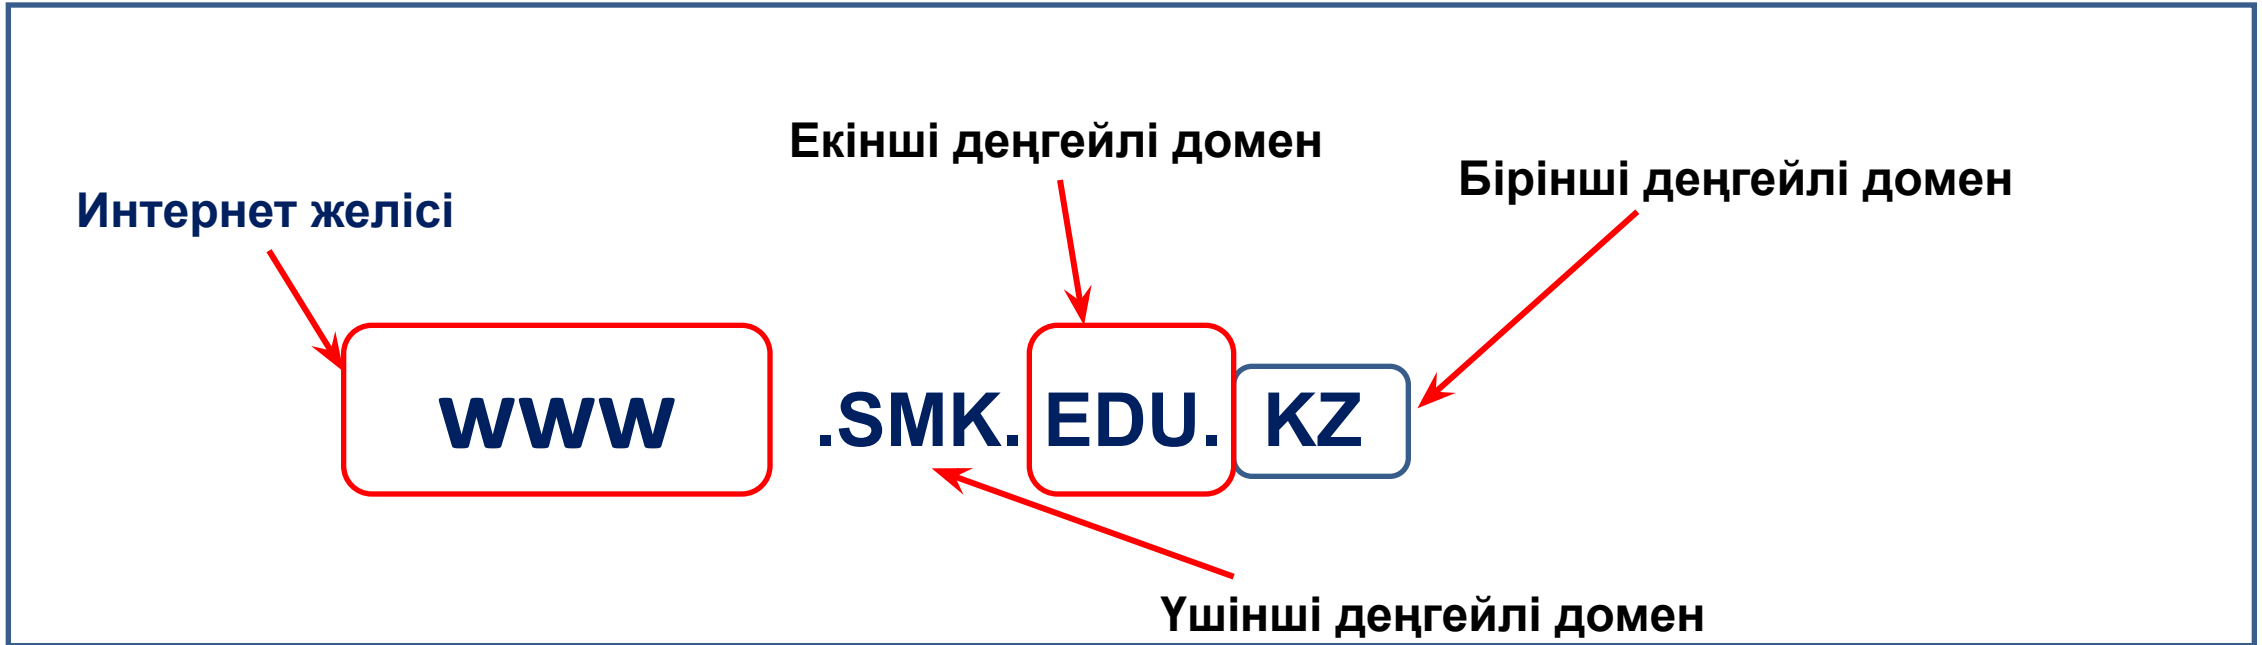 Екінші деңгейлі домен
Бірінші деңгейлі домен
Интернет желісі
www .SMK. EDU. KZ
Үшінші деңгейлі домен